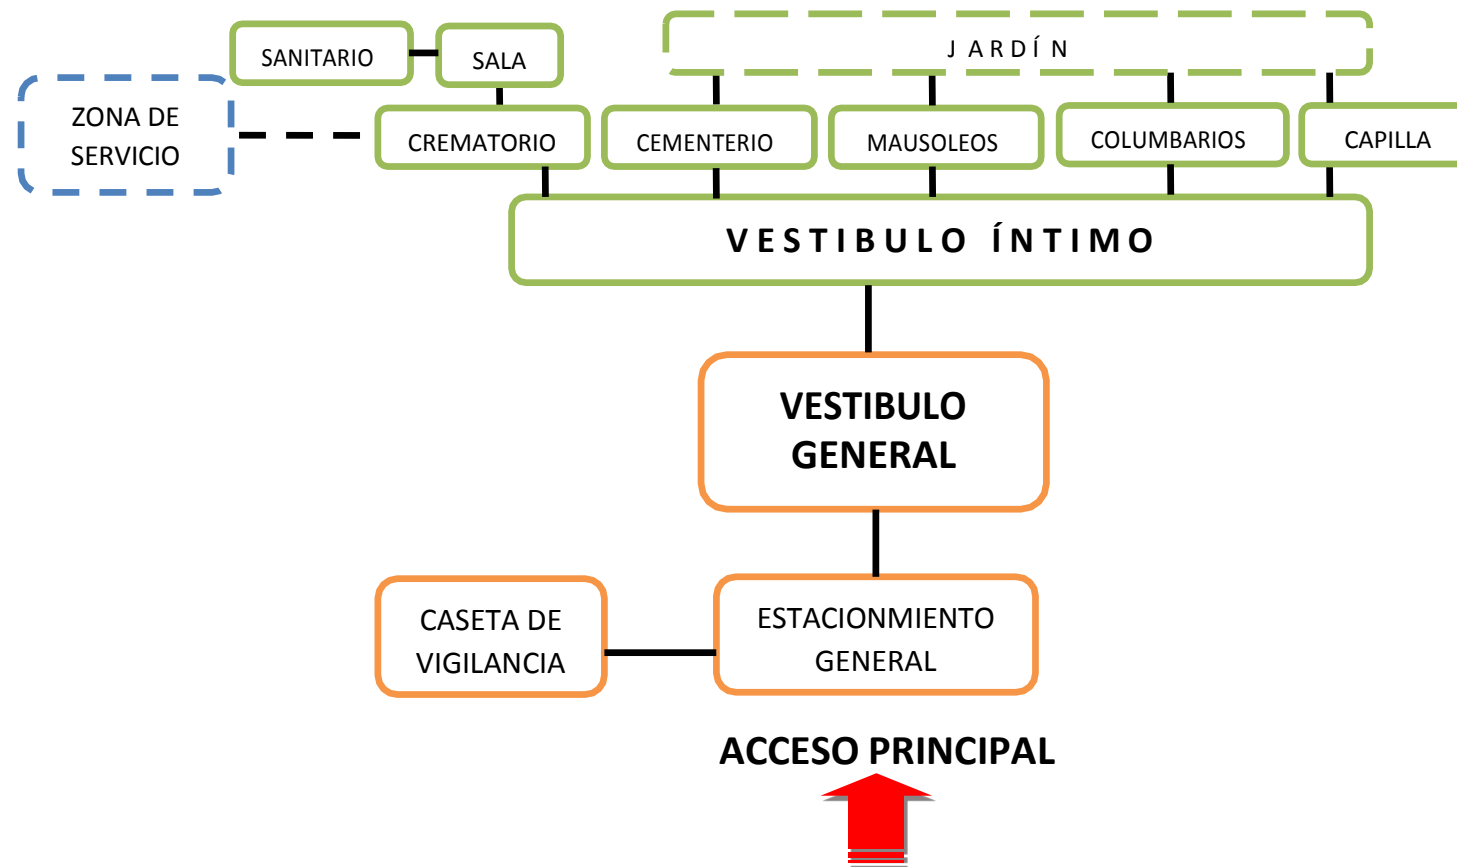 JARDÍN
SANITARIO
SALA
ZONA DE
SERVICIO
CREMATORIO
CEMENTERIO
MAUSOLEOS
COLUMBARIOS
CAPILLA
VESTIBULO ÍNTIMO
VESTIBULO
GENERAL
CASETA DE
VIGILANCIA
ESTACIONMIENTO
GENERAL
ACCESO PRINCIPAL